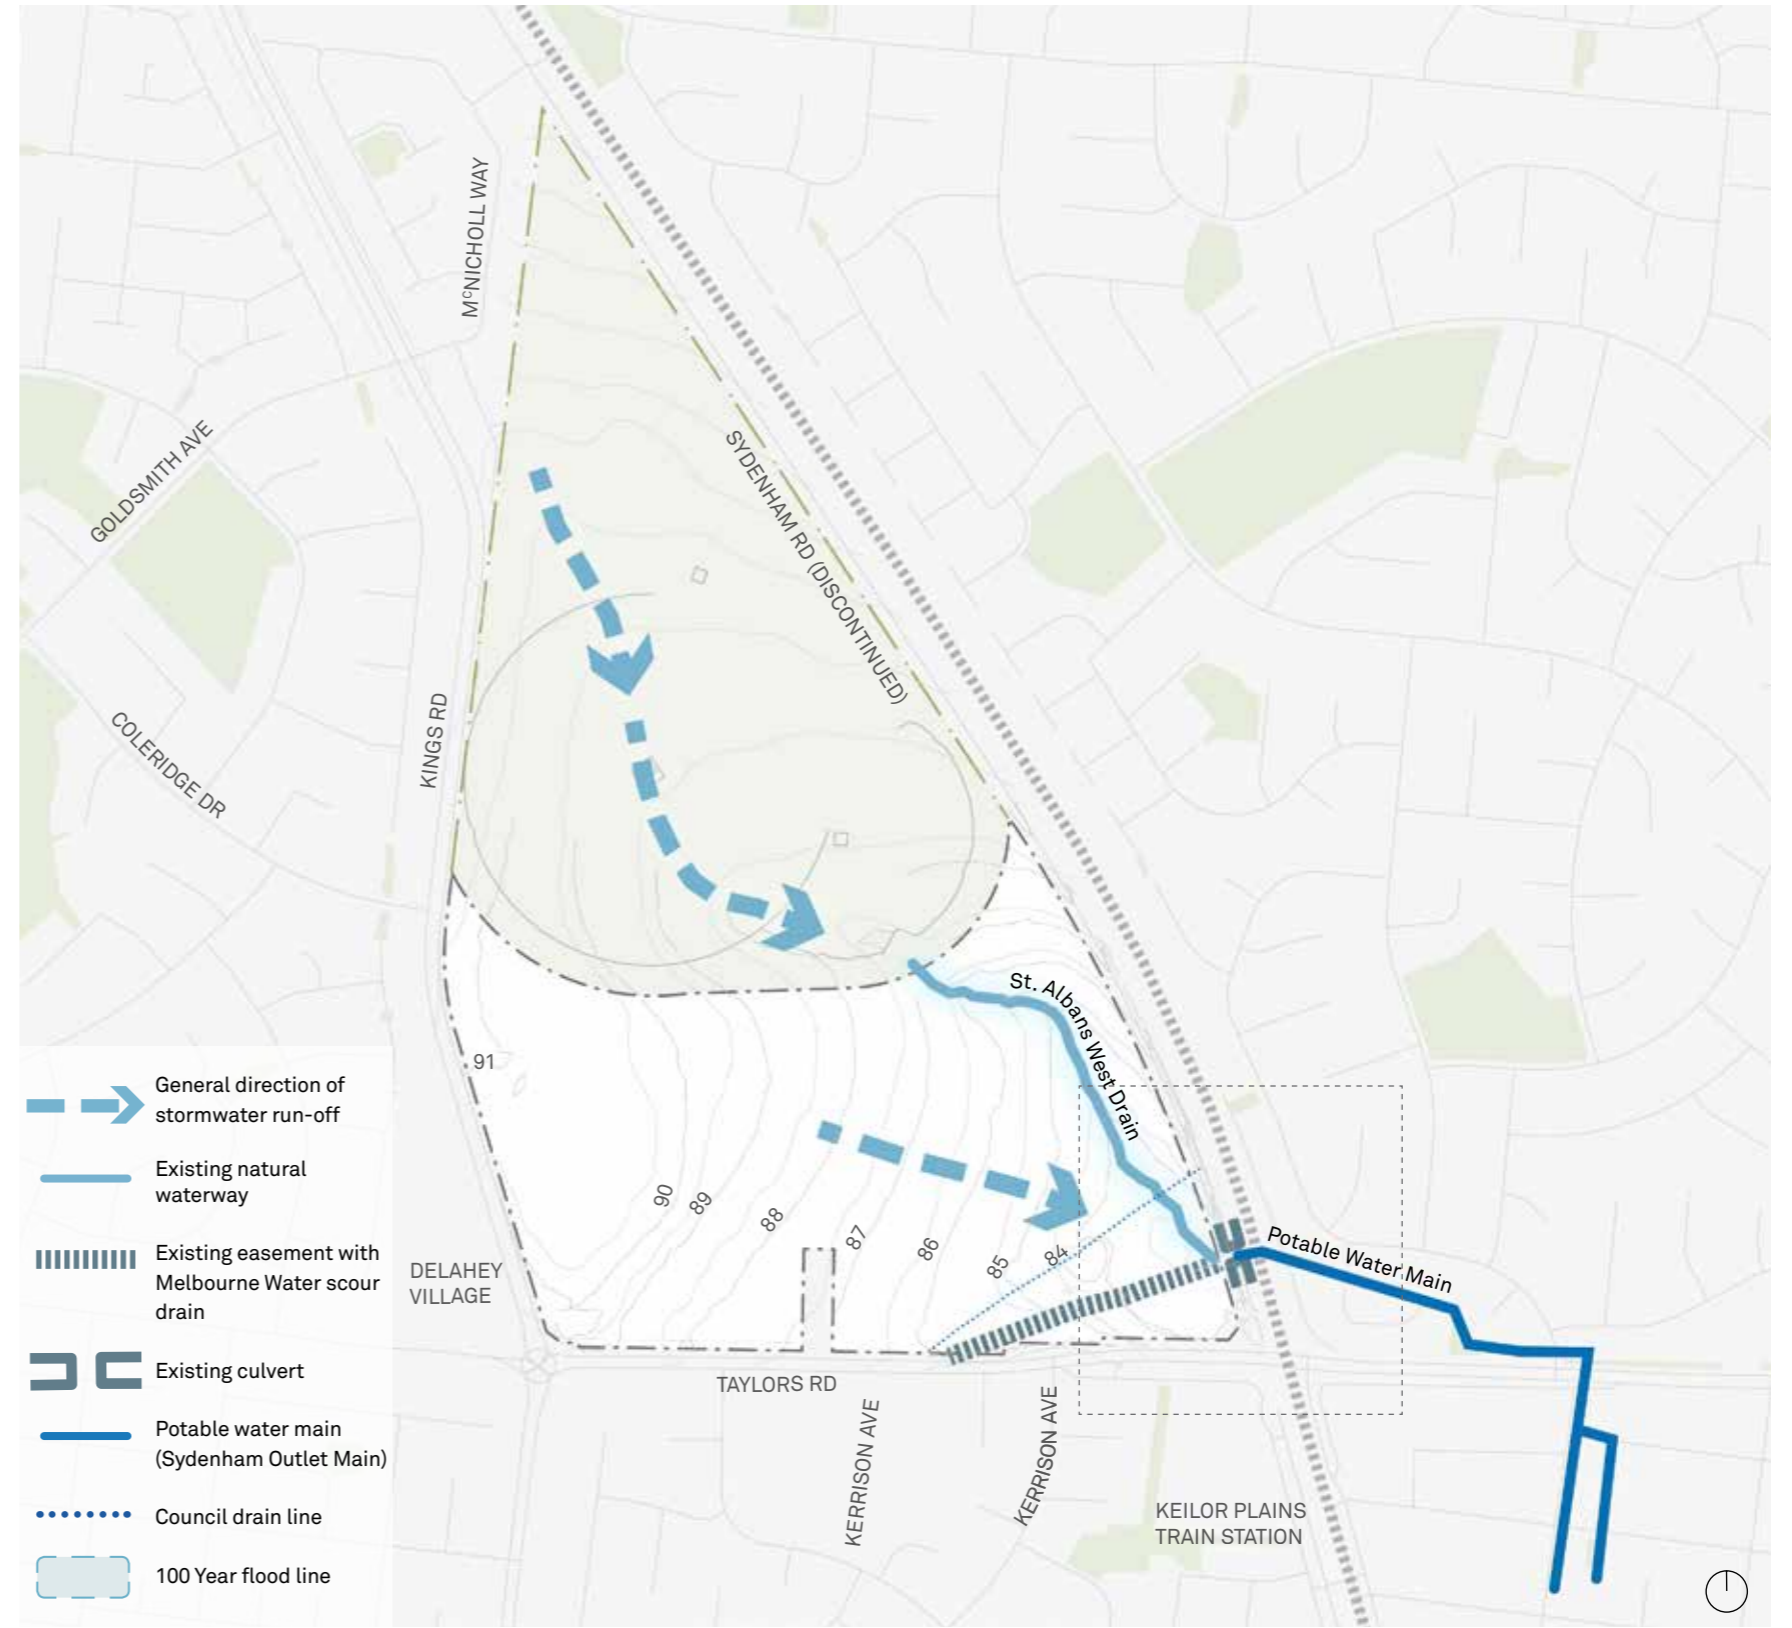 McNICHOLL WAY
GOLDSMITH AVE
SYDENHAM RD (DISCONTINUED)
COLERIDGE DR
KINGS RD
St. Albans West Drain
91
90
89
88
87
86
85
84
DELAHEY
VILLAGE
Potable Water Main
TAYLORS RD
KERRISON AVE
KERRISON AVE
KEILOR PLAINS
TRAIN STATION
General direction of
stormwater run-off
Existing natural
waterway
Existing easement with
Melbourne Water scour
drain
Existing culvert
Potable water main
(Sydenham Outlet Main)
Council drain line
100 Year flood line